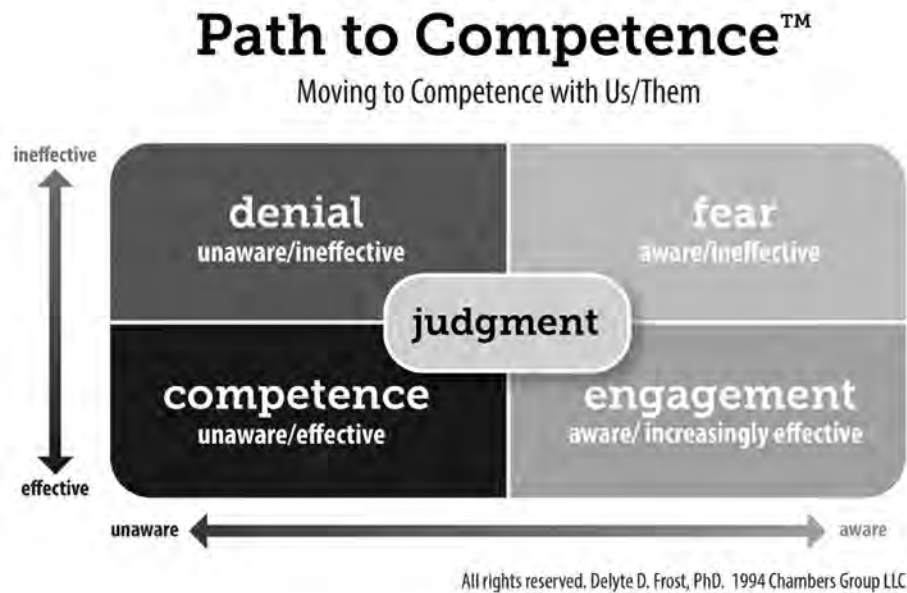 Path to Competence™
Moving to Competence with Us/Them
ineffective
denial
unaware/ineffective
fear
aware/ineffective
judgment
competence
unaware/effective
engagement
aware/ increasingly effective
effective
unaware
aware
All rights reserved. Delyte D. Frost, PhD. 1994 Chambers Group LLC